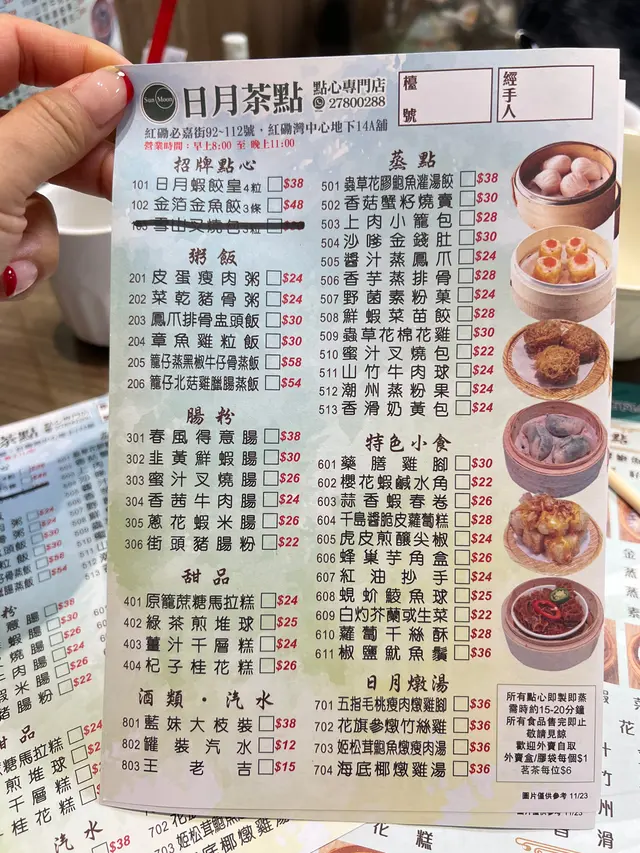 Sun Moon
日月茶點
點心專門店
27800288
檯號
經手人
紅磡必嘉街92~112號·紅磡灣中心地下14A舖
營業時間：早上8:00 至 晚上11:00
招牌點心
101 日月蝦餃皇4粒 $38
102 金箔金魚餃3條 $48
103 雪山叉燒包3粒
粥飯
201 皮蛋瘦肉粥 $24
202 菜乾豬骨粥 $24
203 鳳爪排骨盅頭飯 $30
204 章魚雞粒飯 $30
205 籠仔蒸黑椒牛仔骨蒸飯 $58
206 籠仔北菇雞臘腸蒸飯 $54
腸粉
301 春風得意腸 $38
302 韭黃鮮蝦腸 $30
303 蜜汁叉燒腸 $26
304 香茜牛肉腸 $24
305 蔥花蝦米腸 $26
306 街頭豬腸粉 $22
甜品
401 原籠蔗糖馬拉糕 $24
402 綠茶煎堆球 $25
403 薑汁千層糕 $24
404 杞子桂花糕 $26
酒類·汽水
801 藍妹大枝裝 $38
802 罐裝汽水 $12
803 王老吉 $15
蒸點
501 蟲草花膠鮑魚灌湯餃 $38
502 香菇蟹籽燒賣 $30
503 上肉小籠包 $28
504 沙嗲金錢肚 $30
505 醬汁蒸鳳爪 $24
506 香芋蒸排骨 $28
507 野菌素粉菓 $24
508 鮮蝦菜苗餃 $28
509 蟲草花棉花雞 $30
510 蜜汁叉燒包 $22
511 山竹牛肉球 $24
512 潮州蒸粉果 $24
513 香滑奶黃包 $24
特色小食
601 藥膳雞腳 $30
602 櫻花蝦鹹水角 $22
603 蒜香蝦春卷 $26
604 千島醬脆皮蘿蔔糕 $28
605 虎皮煎釀尖椒 $24
606 蜂巢芋角盒 $26
607 紅油抄手 $24
608 蜆蚧鯪魚球 $25
609 白灼芥蘭或生菜 $22
610 蘿蔔千絲酥 $28
611 椒鹽魷魚鬚 $36
日月燉湯
701 五指毛桃瘦肉燉雞腳 $36
702 花旗參燉竹絲雞 $36
703 姬松茸鮑魚燉瘦肉湯 $36
704 海底椰燉雞湯 $36
所有點心即製即蒸
需時約15-20分鐘
所有食品售完即止
敬請見諒
歡迎外賣自取
外賣盒/膠袋每個$1
茗茶每位$6
圖片僅供參考 11/23